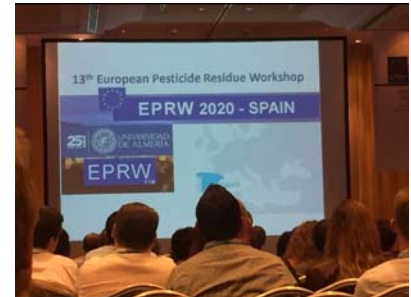 13th European Pesticide Residue Workshop
EPRW 2020 - SPAIN
25
UNIVERSIDAD
DE ALMERÍA
EPRW